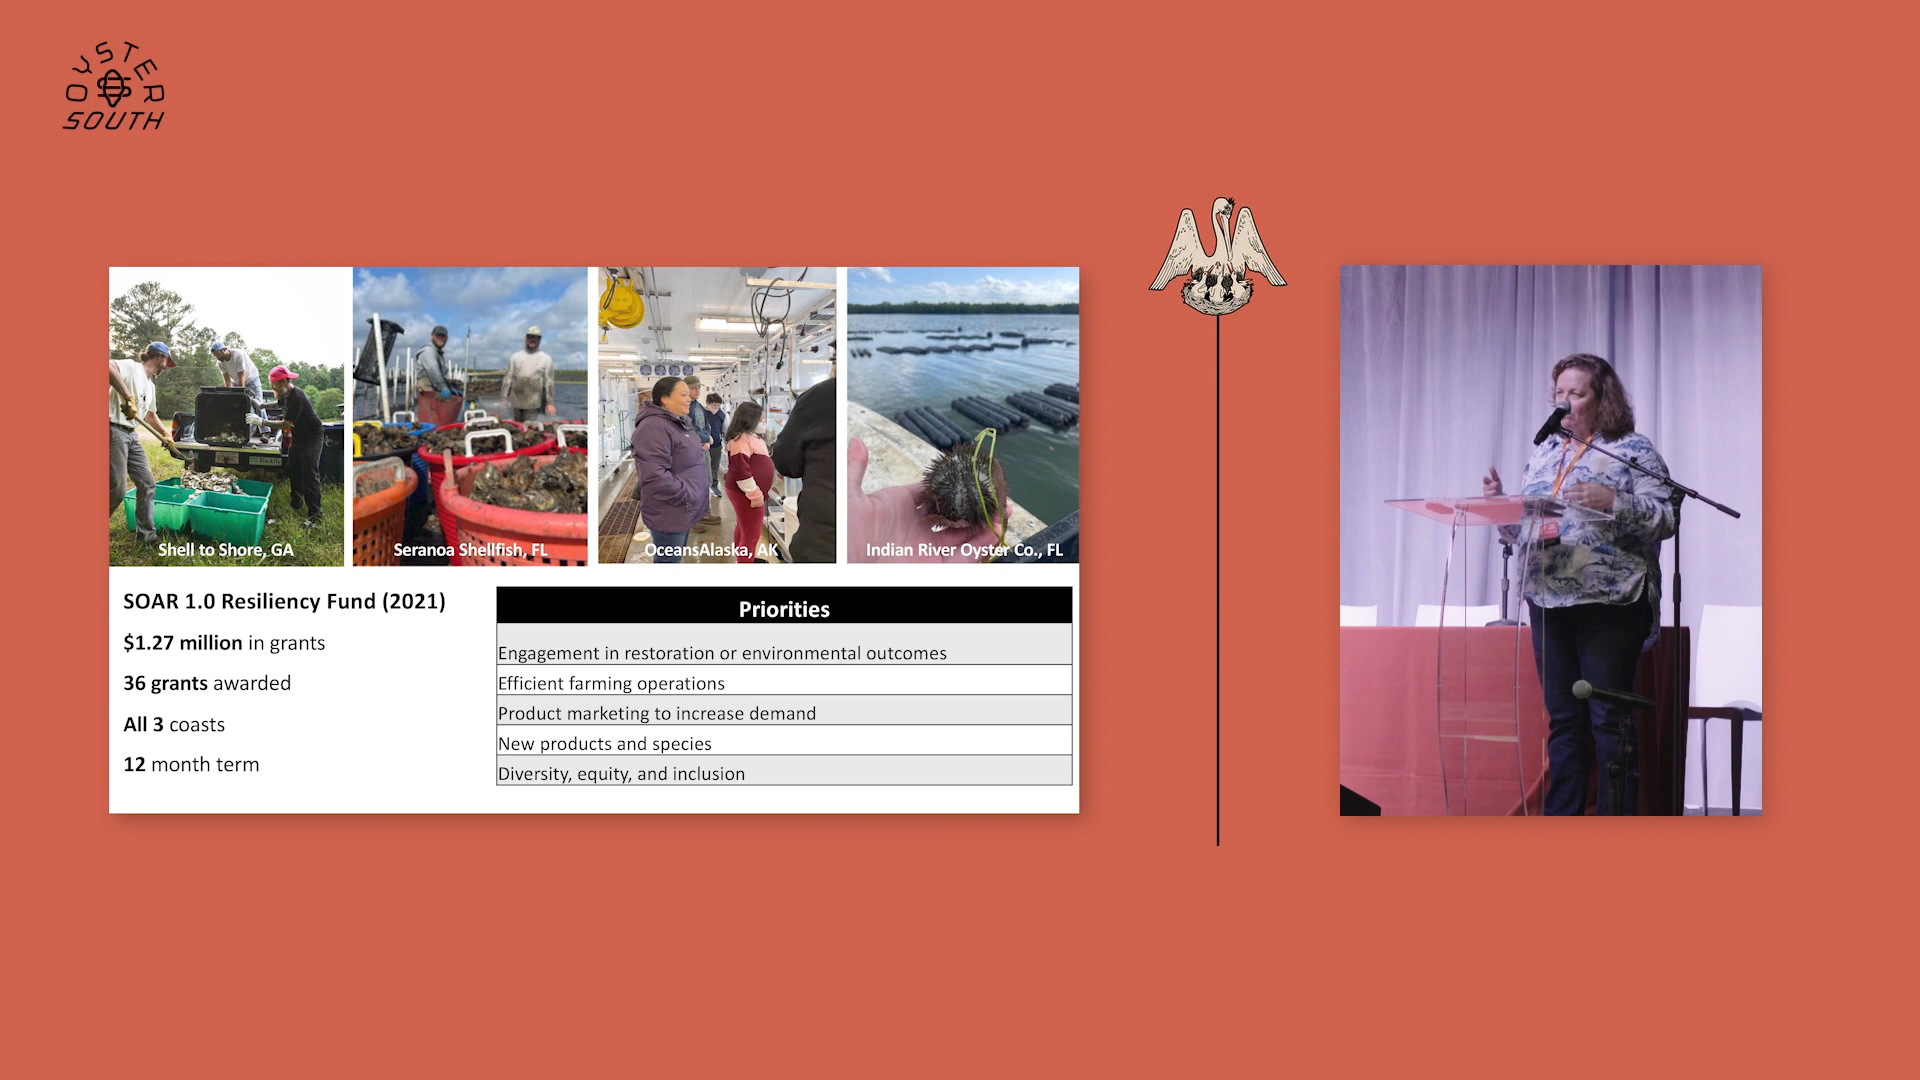 OYSTER
SOUTH
Shell to Shore, GA
Seranoa Shellfish, FL
OceansAlaska, AK
Indian River Oyster Co., FL
SOAR 1.0 Resiliency Fund (2021)
$1.27 million in grants
36 grants awarded
All 3 coasts
12 month term
Priorities
Engagement in restoration or environmental outcomes
Efficient farming operations
Product marketing to increase demand
New products and species
Diversity, equity, and inclusion